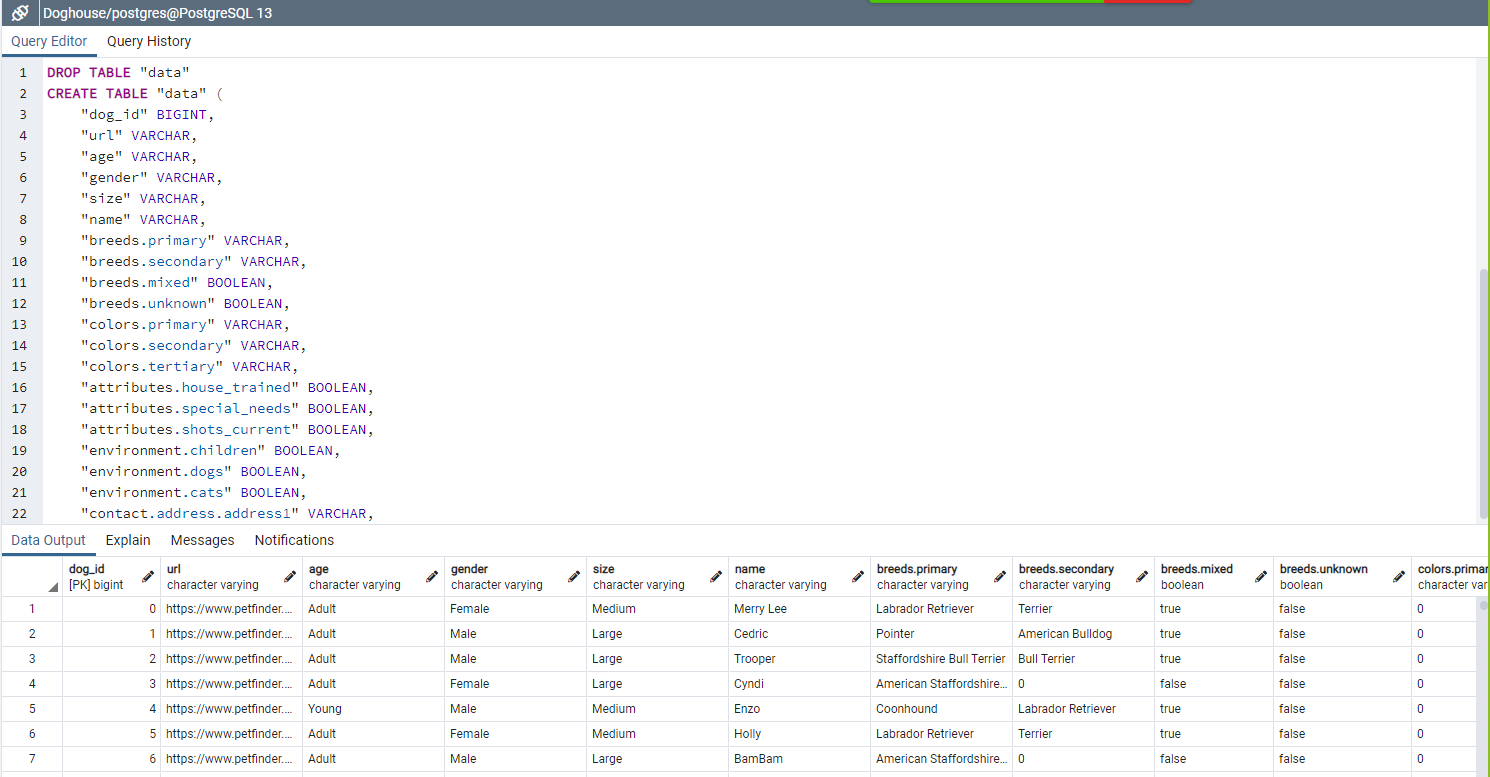 Doghouse/postgres@PostgreSQL 13
Query Editor Query History
1 DROP TABLE "data"
2 CREATE TABLE "data" (
3 "dog_id" BIGINT,
4 "url" VARCHAR,
5 "age" VARCHAR,
6 "gender" VARCHAR,
7 "size" VARCHAR,
8 "name" VARCHAR,
9 "breeds.primary" VARCHAR,
10 "breeds.secondary" VARCHAR,
11 "breeds.mixed" BOOLEAN,
12 "breeds.unknown" BOOLEAN,
13 "colors.primary" VARCHAR,
14 "colors.secondary" VARCHAR,
15 "colors.tertiary" VARCHAR,
16 "attributes.house_trained" BOOLEAN,
17 "attributes.special_needs" BOOLEAN,
18 "attributes.shots_current" BOOLEAN,
19 "environment.children" BOOLEAN,
20 "environment.dogs" BOOLEAN,
21 "environment.cats" BOOLEAN,
22 "contact.address.address1" VARCHAR,
Data Output Explain Messages Notifications
dog_id url age gender size name breeds.primary breeds.secondary breeds.mixed breeds.unknown colors.primar
[PK] bigint character varying character varying character varying character varying character varying character varying character varying boolean boolean character var
1 0 https://www.petfinder.... Adult Female Medium Merry Lee Labrador Retriever Terrier true false 0
2 1 https://www.petfinder.... Adult Male Large Cedric Pointer American Bulldog true false 0
3 2 https://www.petfinder.... Adult Male Large Trooper Staffordshire Bull Terrier Bull Terrier true false 0
4 3 https://www.petfinder.... Adult Female Large Cyndi American Staffordshire... 0 false false 0
5 4 https://www.petfinder.... Young Male Medium Enzo Coonhound Labrador Retriever true false 0
6 5 https://www.petfinder.... Adult Female Medium Holly Labrador Retriever Terrier true false 0
7 6 https://www.petfinder.... Adult Male Large BamBam American Staffordshire... 0 false false 0